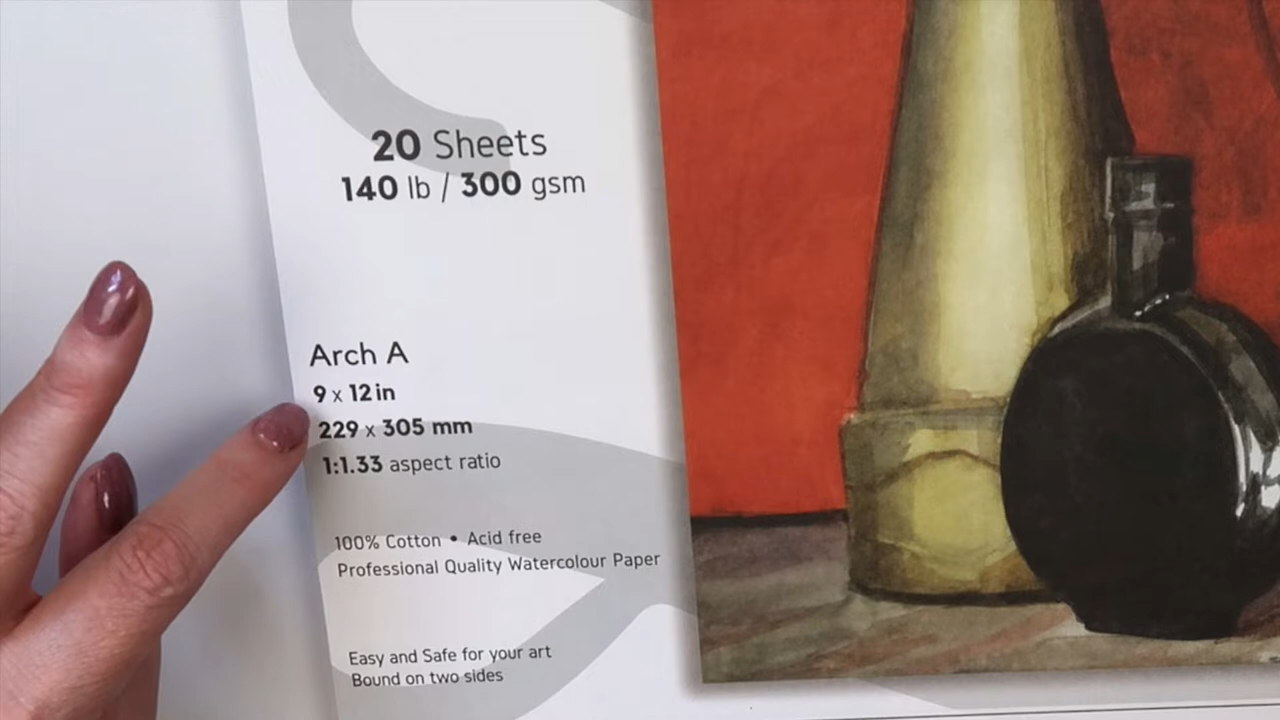 20 Sheets
140 lb / 300 gsm
Arch A
9 x 12 in
229 x 305 mm
1:1.33 aspect ratio
100% Cotton • Acid free
Professional Quality Watercolour Paper
Easy and Safe for your art
Bound on two sides